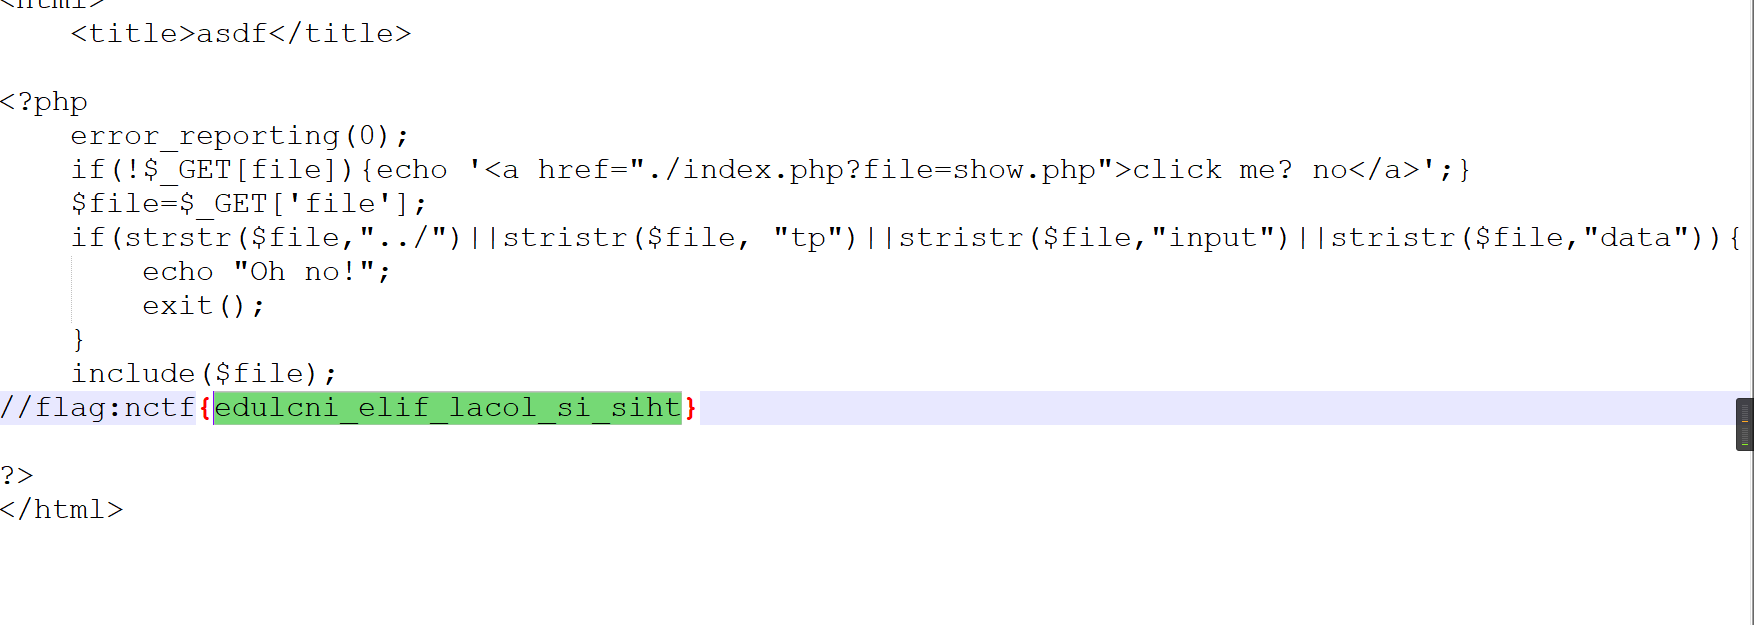 <html>
<title>asdf</title>
<?php
error_reporting(0);
if(!$_GET[file]){echo '<a href="./index.php?file=show.php">click me? no</a>';}
$file=$_GET['file'];
if(strstr($file,"../")||stristr($file, "tp")||stristr($file,"input")||stristr($file,"data")){
echo "Oh no!";
exit();
}
include($file);
//flag:nctf{edulcni_elif_lacol_si_siht}
?>
</html>